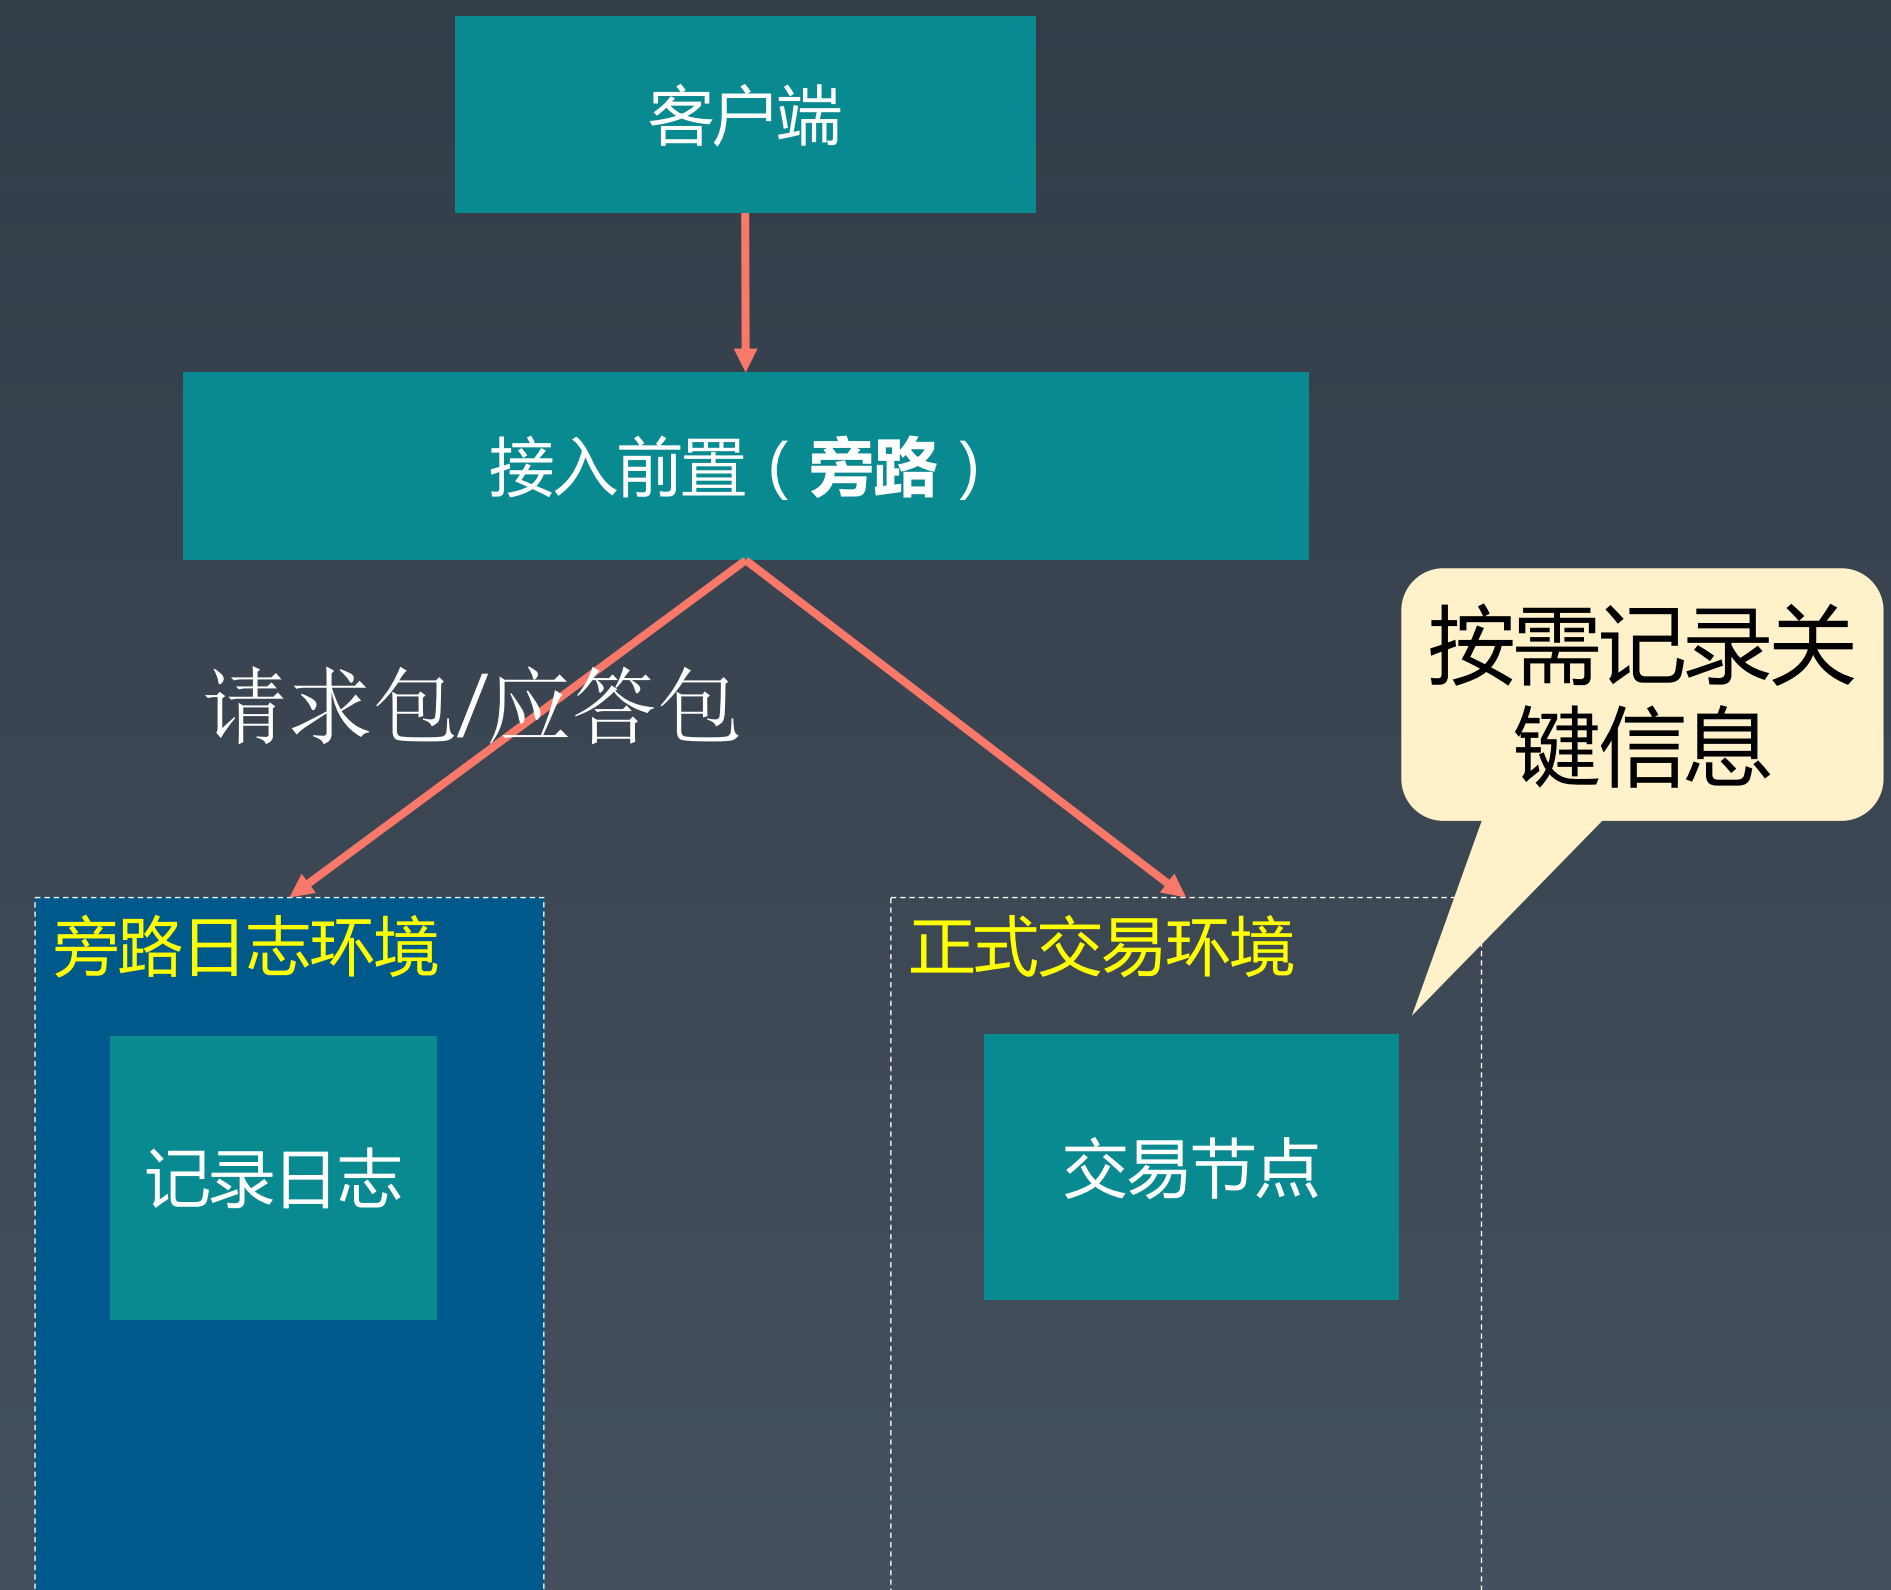 客户端
接入前置（旁路）
请求包/应答包
按需记录关
键信息
旁路日志环境
正式交易环境
记录日志
交易节点